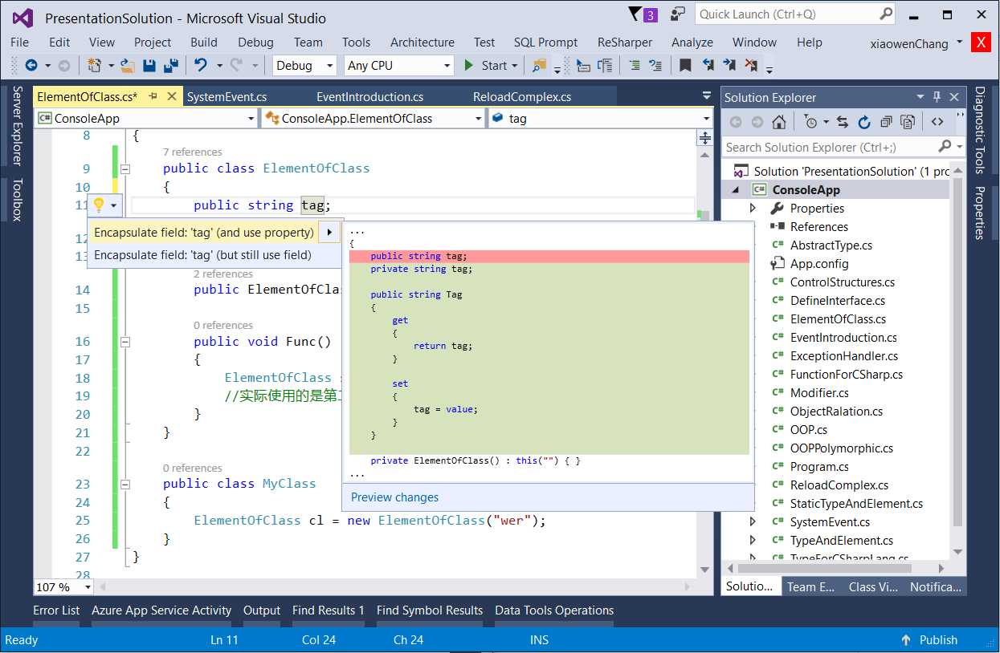 PresentationSolution - Microsoft Visual Studio
3
Quick Launch (Ctrl+Q)
File Edit View Project Build Debug Team Tools Architecture Test SQL Prompt ReSharper Analyze Window Help
xiaowenChang
X
Debug
Any CPU
Start
Server Explorer
Toolbox
ElementOfClass.cs* SystemEvent.cs EventIntroduction.cs ReloadComplex.cs
C# ConsoleApp
ConsoleApp.ElementOfClass
tag
8 {
7 references
9 public class ElementOfClass
10 {
11 public string tag;
Encapsulate field: 'tag' (and use property)
Encapsulate field: 'tag' (but still use field)
12
13
2 references
14 public ElementOfCla
15
0 references
16 public void Func()
17 {
18 ElementOfClass
19 //实际使用的是第
20 }
21 }
22
0 references
23 public class MyClass
24 {
25 ElementOfClass cl = new ElementOfClass("wer");
26 }
27 }
28
...
{
public string tag;
private string tag;
public string Tag
{
get
{
return tag;
}
set
{
tag = value;
}
}
private ElementOfClass() : this("") { }
...
Preview changes
107 %
Solution Explorer
Search Solution Explorer (Ctrl+;)
Solution 'PresentationSolution' (1 prc
C# ConsoleApp
Properties
References
C# AbstractType.cs
App.config
C# ControlStructures.cs
C# DefineInterface.cs
C# ElementOfClass.cs
C# EventIntroduction.cs
C# ExceptionHandler.cs
C# FunctionForCSharp.cs
C# Modifier.cs
C# ObjectRalation.cs
C# OOP.cs
C# OOPPolymorphic.cs
C# Program.cs
C# ReloadComplex.cs
C# StaticTypeAndElement.cs
C# SystemEvent.cs
C# TypeAndElement.cs
C# TypeForCSharpLang.cs
Solutio... Team E... Class Vi... Notifica...
Diagnostic Tools
Properties
Error List Azure App Service Activity Output Find Results 1 Find Symbol Results Data Tools Operations
Ready Ln 11 Col 24 Ch 24 INS Publish